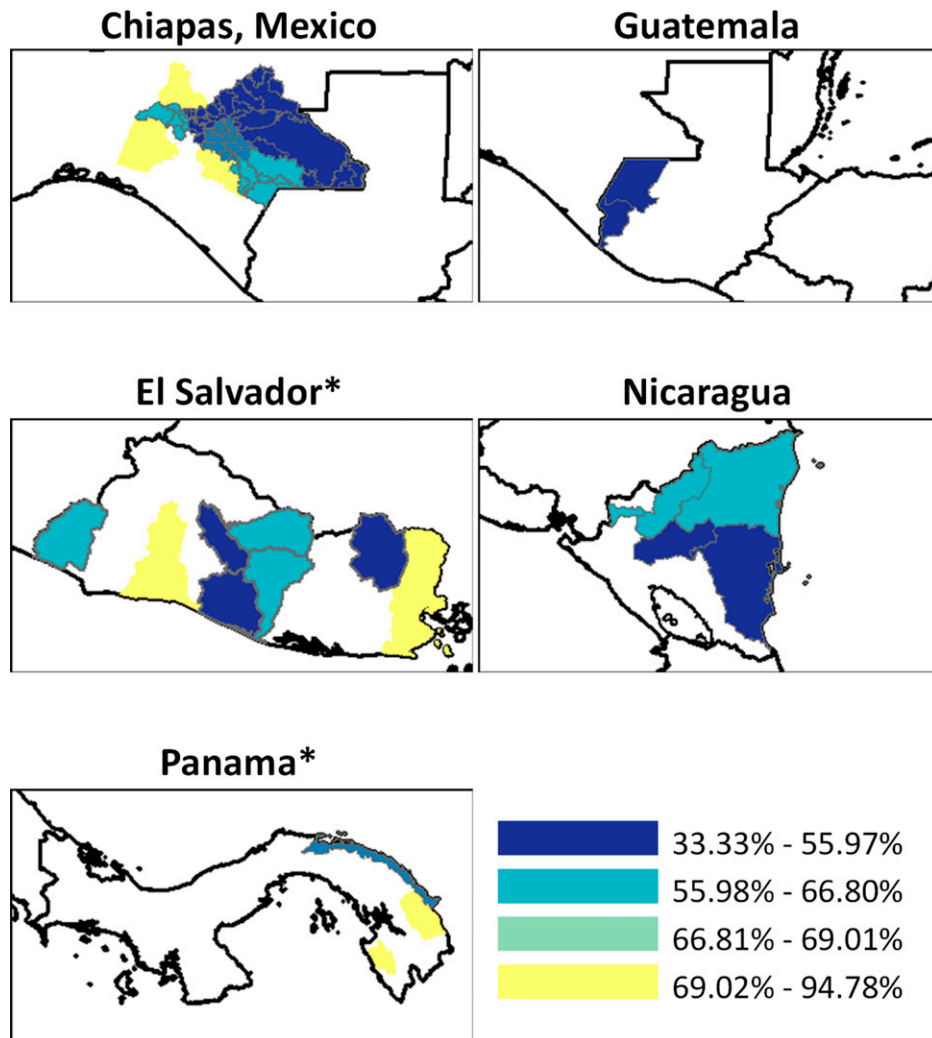 Chiapas, Mexico
Guatemala
El Salvador*
Nicaragua
Panama*
33.33% - 55.97%
55.98% - 66.80%
66.81% - 69.01%
69.02% - 94.78%